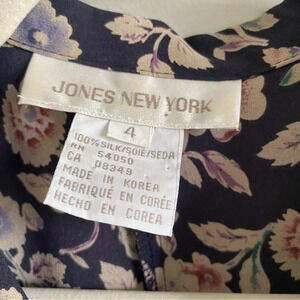 JONES NEW YORK
4
100% SILK/SOIE/SEDA
RN 54050
CA 08349
MADE IN KOREA
FABRIQUÉ EN CORÉE
HECHO EN COREA